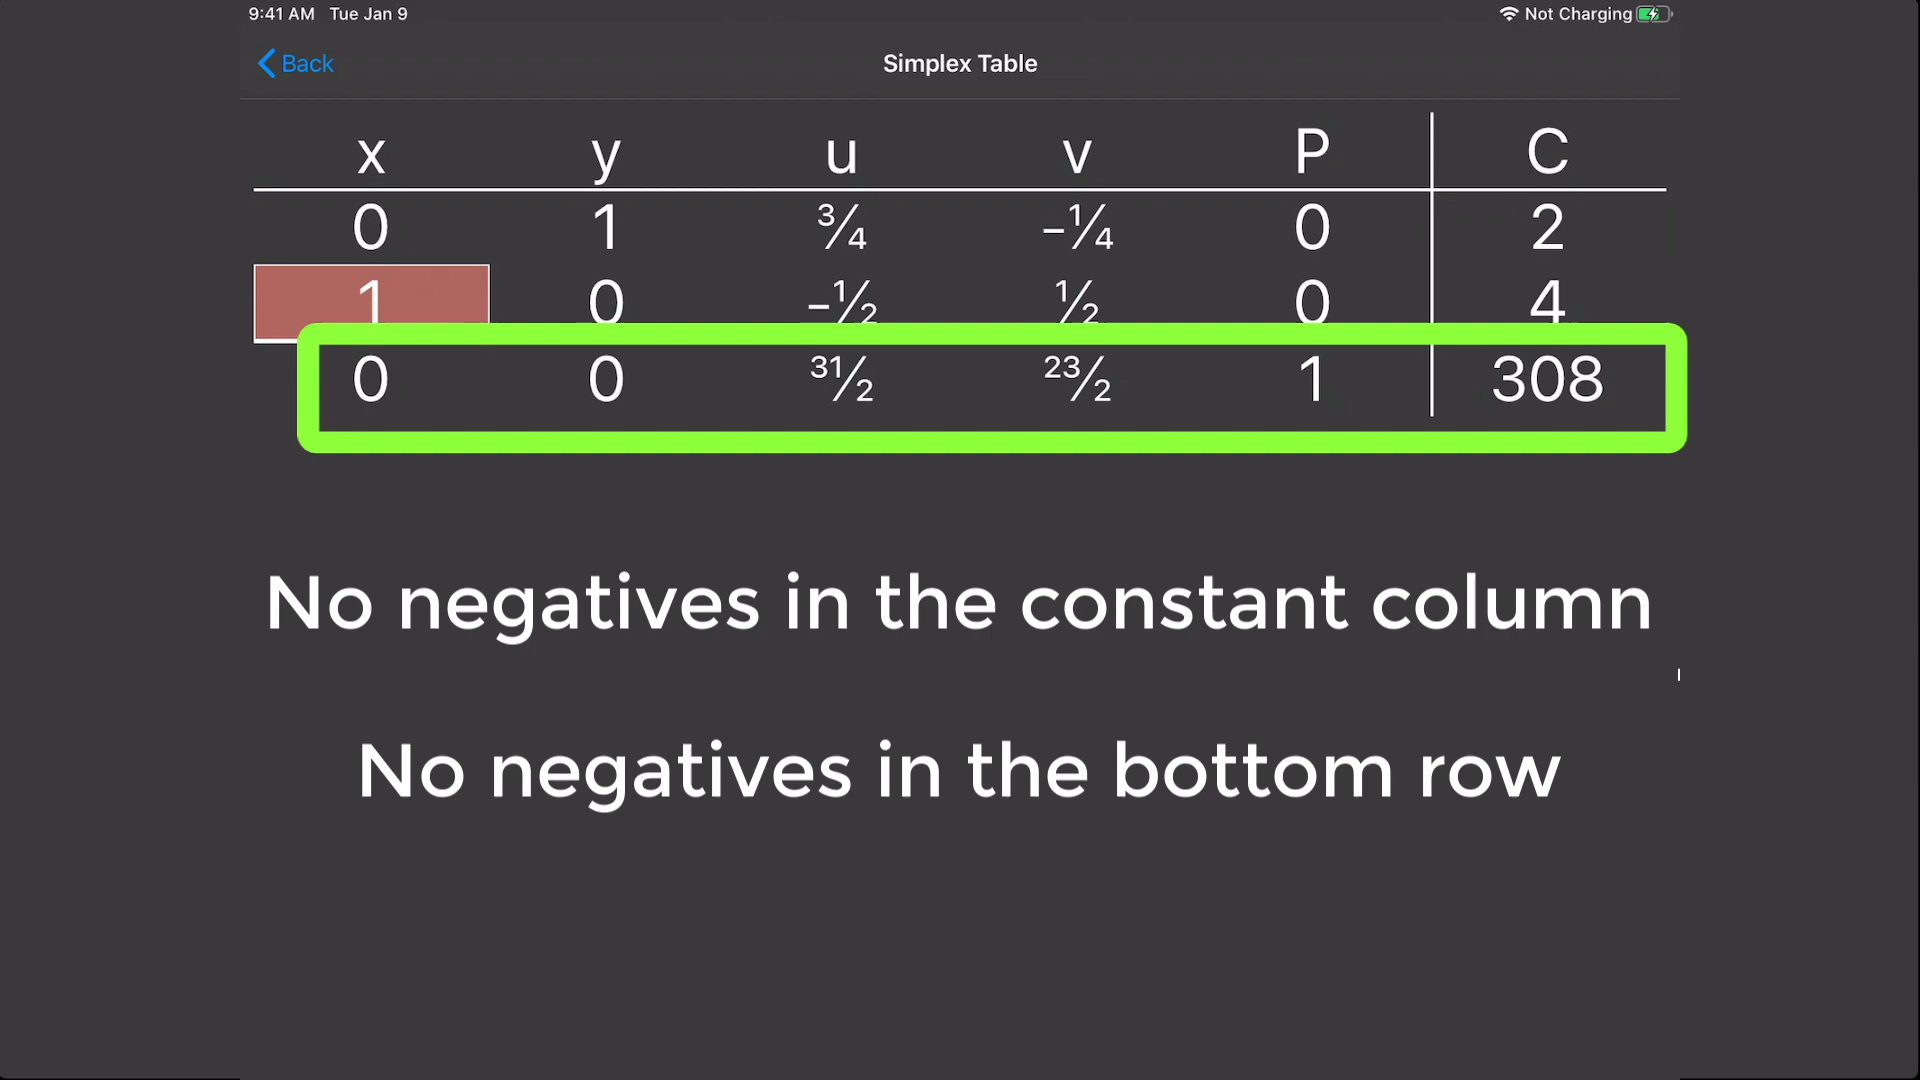 9:41 AM Tue Jan 9 Not Charging
Back Simplex Table
x y u v P C
0 1 ¾ -¼ 0 2
1 0 -½ ½ 0 4
0 0 ³¹⁄₂ ²³⁄₂ 1 308
No negatives in the constant column
No negatives in the bottom row